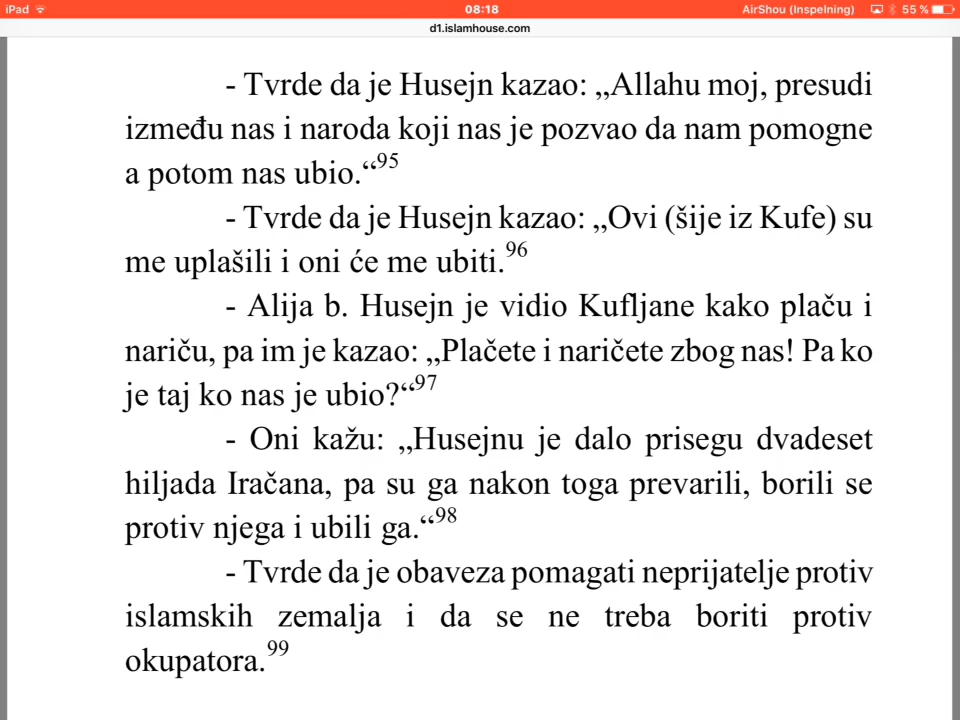 iPad 08:18 AirShou (Inspelning) 55 %
d1.islamhouse.com
- Tvrde da je Husejn kazao: „Allahu moj, presudi
između nas i naroda koji nas je pozvao da nam pomogne
a potom nas ubio.“95
- Tvrde da je Husejn kazao: „Ovi (šije iz Kufe) su
me uplašili i oni će me ubiti.96
- Alija b. Husejn je vidio Kufljane kako plaču i
nariču, pa im je kazao: „Plačete i naričete zbog nas! Pa ko
je taj ko nas je ubio?“97
- Oni kažu: „Husejnu je dalo prisegu dvadeset
hiljada Iračana, pa su ga nakon toga prevarili, borili se
protiv njega i ubili ga.“98
- Tvrde da je obaveza pomagati neprijatelje protiv
islamskih zemalja i da se ne treba boriti protiv
okupatora.99